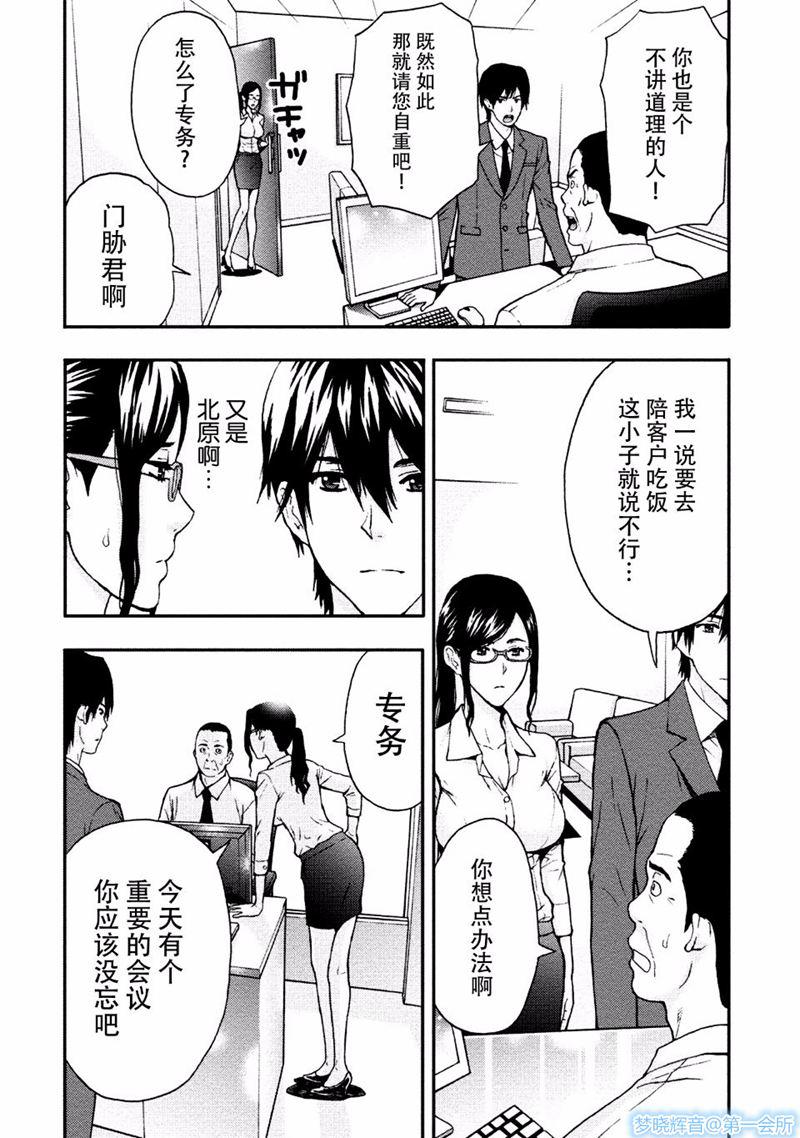 你也是个
不讲道理
的人！
既然如此
那就请您
自重吧！
ガチャッ
怎么了专务？
门胁君啊
我一说要去
陪客户吃饭
这小子就说不行…
你想点办法啊
又是
北原啊…
专务
今天有个
重要的会议
你应该没忘吧
梦晓辉音@第一会所